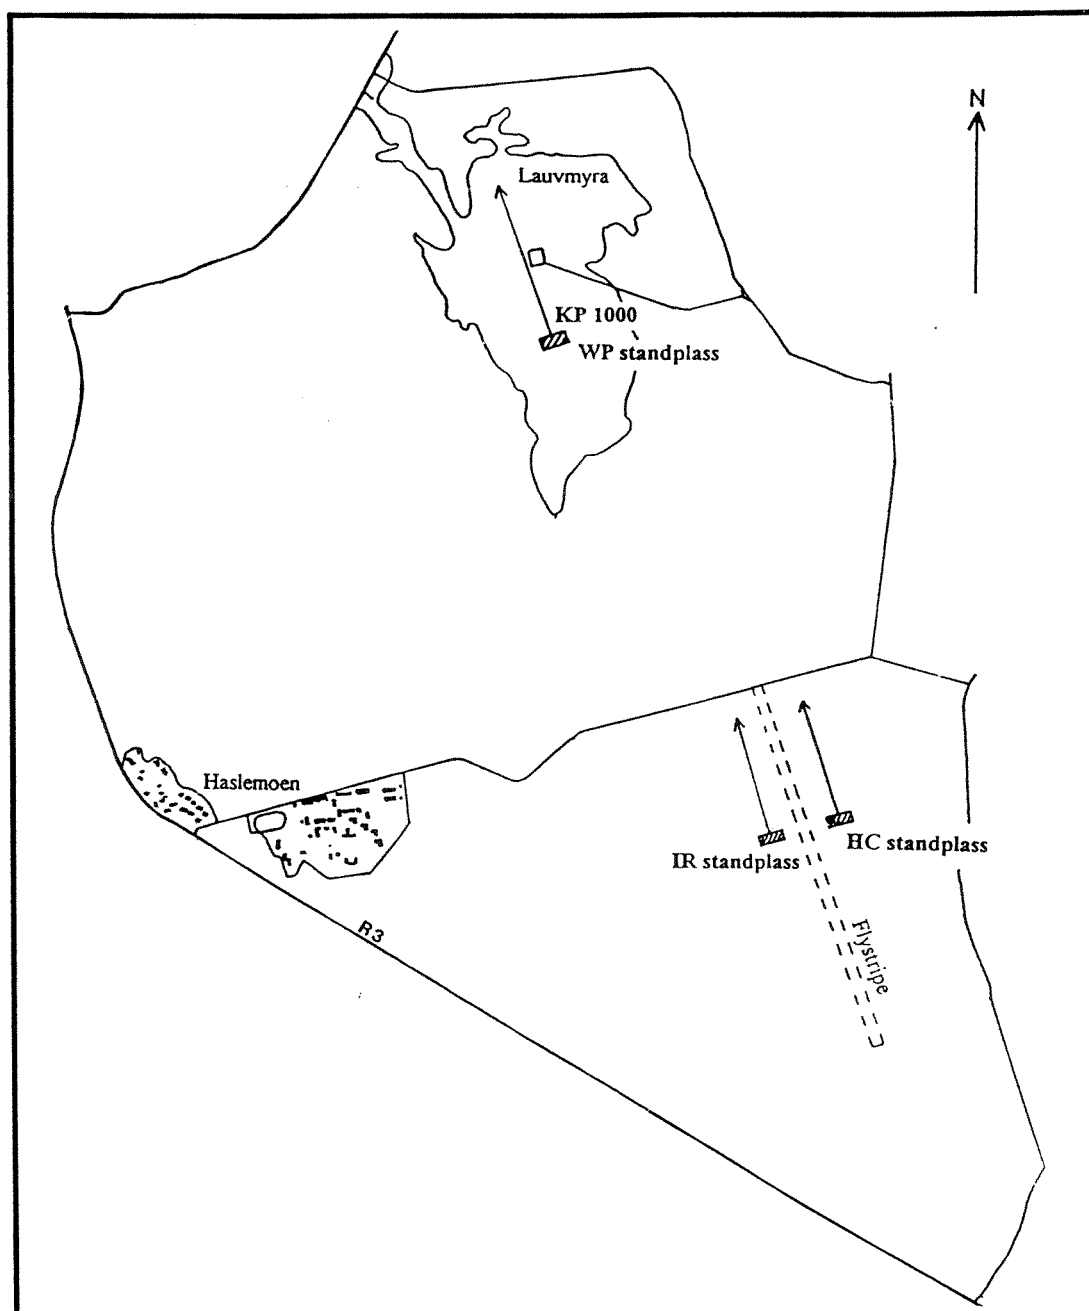 N
Lauvmyra
KP 1000
WP standplass
Haslemoen
IR standplass
HC standplass
R3
Flystripe